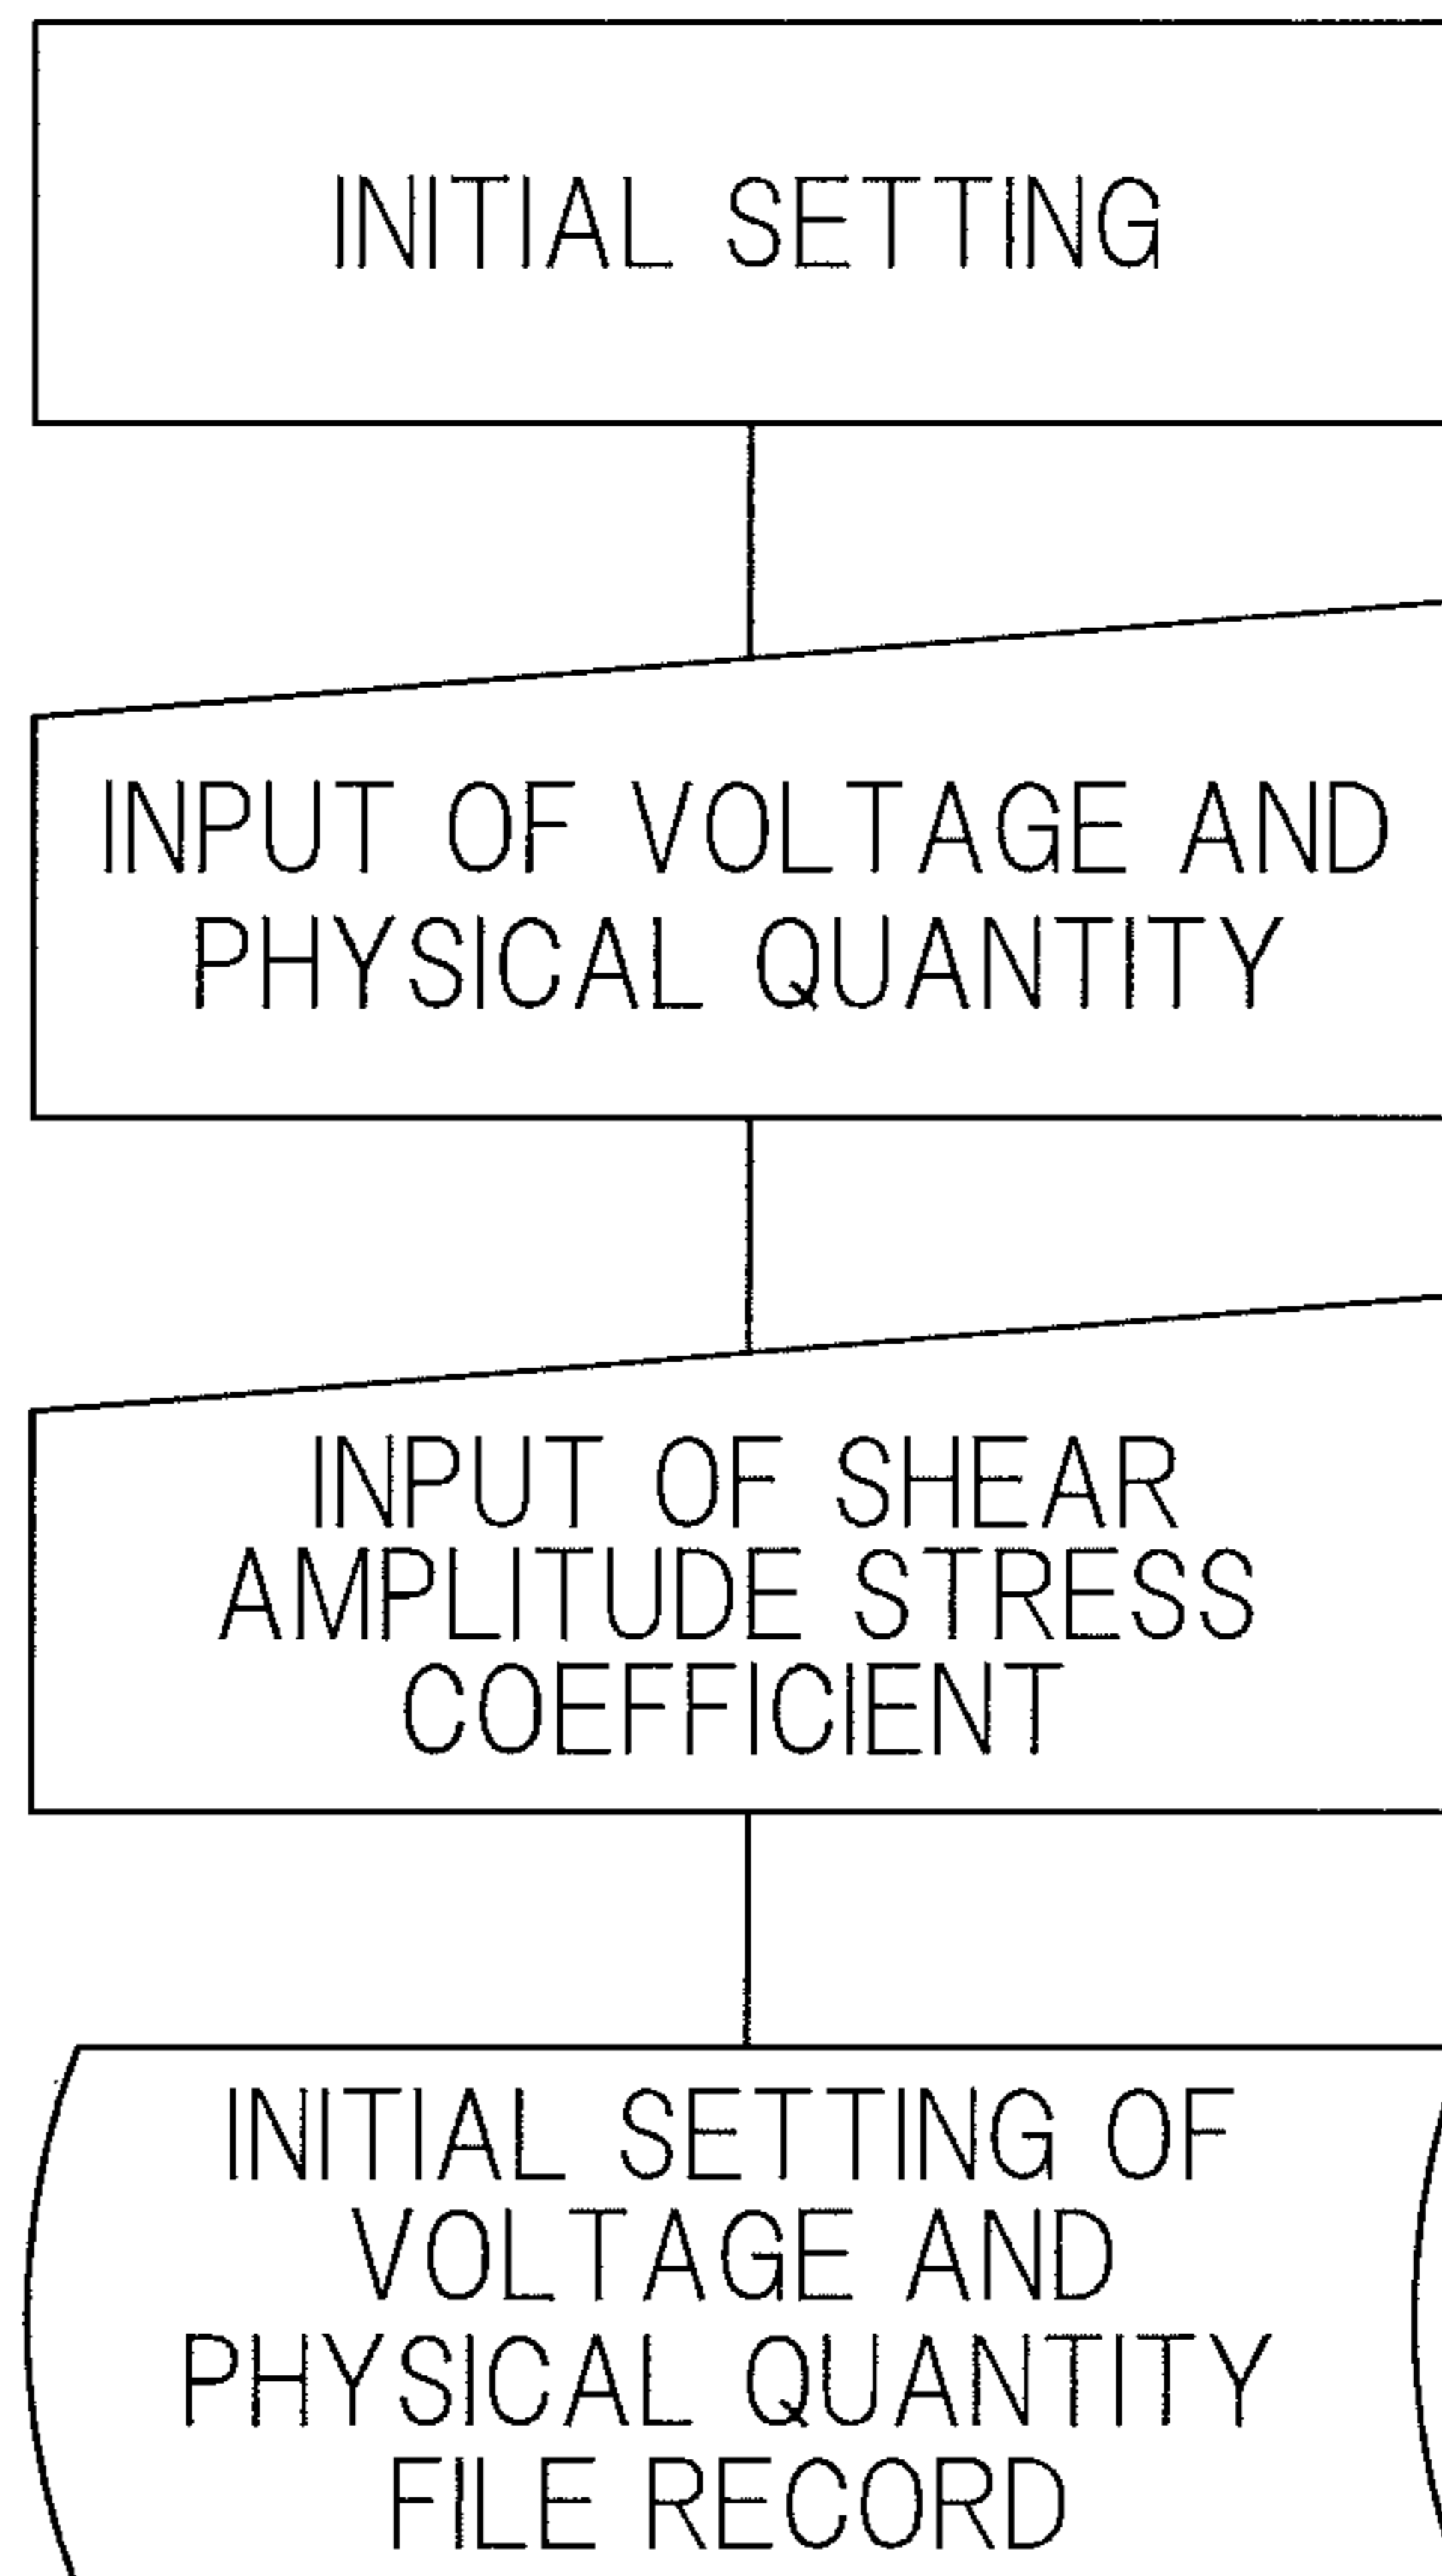 INITIAL SETTING
INPUT OF VOLTAGE AND
PHYSICAL QUANTITY
INPUT OF SHEAR
AMPLITUDE STRESS
COEFFICIENT
INITIAL SETTING OF
VOLTAGE AND
PHYSICAL QUANTITY
FILE RECORD